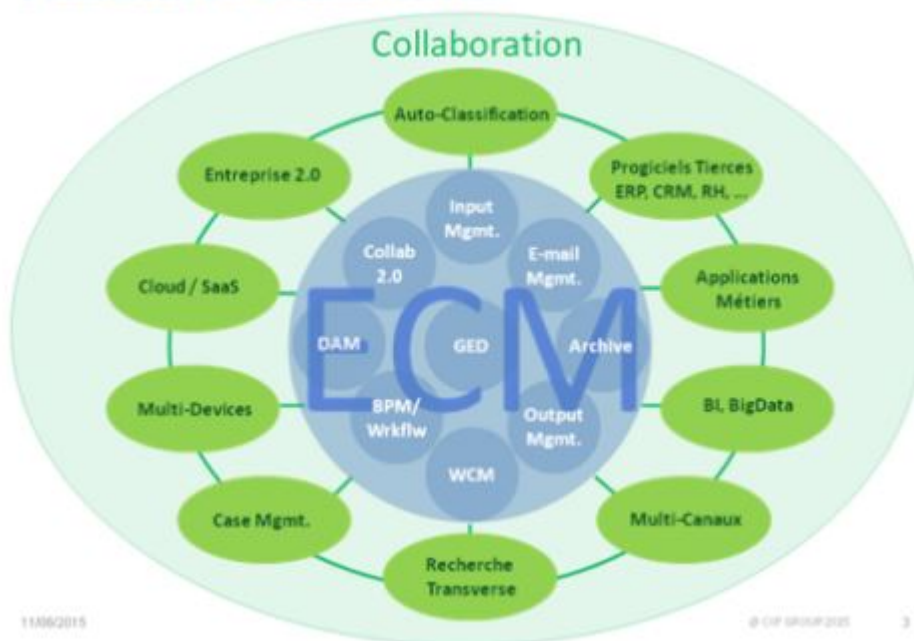 Collaboration
Auto-Classification
Entreprise 2.0
Progiciels Tierces
ERP, CRM, RH, ...
Input
Mgmt.
Collab
2.0
E-mail
Mgmt.
Cloud / SaaS
Applications
Métiers
ECM
DAM
GED
Archive
Multi-Devices
BPM/
Wrkflw
Output
Mgmt.
BI, BigData
WCM
Case Mgmt.
Multi-Canaux
Recherche
Transverse
11/06/2015
3